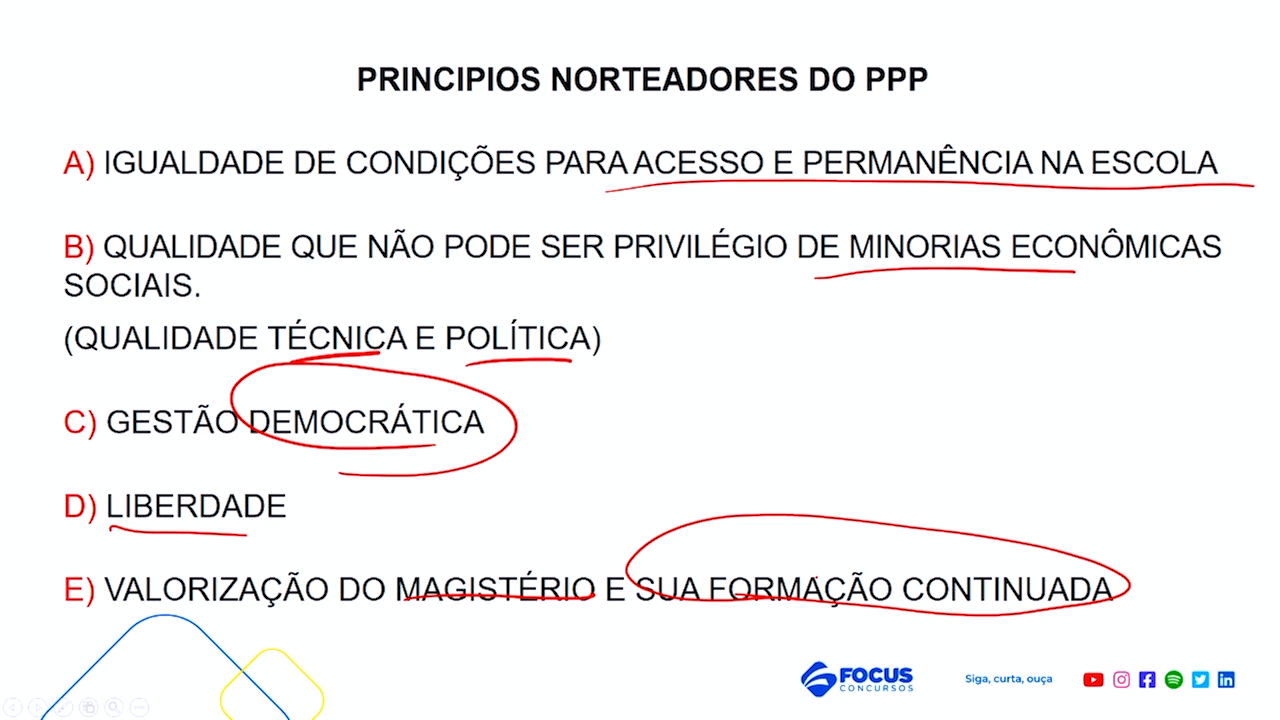 PRINCIPIOS NORTEADORES DO PPP
A) IGUALDADE DE CONDIÇÕES PARA ACESSO E PERMANÊNCIA NA ESCOLA
B) QUALIDADE QUE NÃO PODE SER PRIVILÉGIO DE MINORIAS ECONÔMICAS
SOCIAIS.
(QUALIDADE TÉCNICA E POLÍTICA)
C) GESTÃO DEMOCRÁTICA
D) LIBERDADE
E) VALORIZAÇÃO DO MAGISTÉRIO E SUA FORMAÇÃO CONTINUADA
FOCUS
CONCURSOS
Siga, curta, ouça